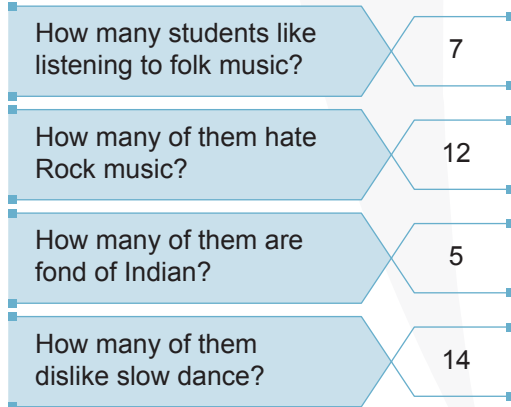 How many students like
listening to folk music?
7
How many of them hate
Rock music?
12
How many of them are
fond of Indian?
5
How many of them
dislike slow dance?
14